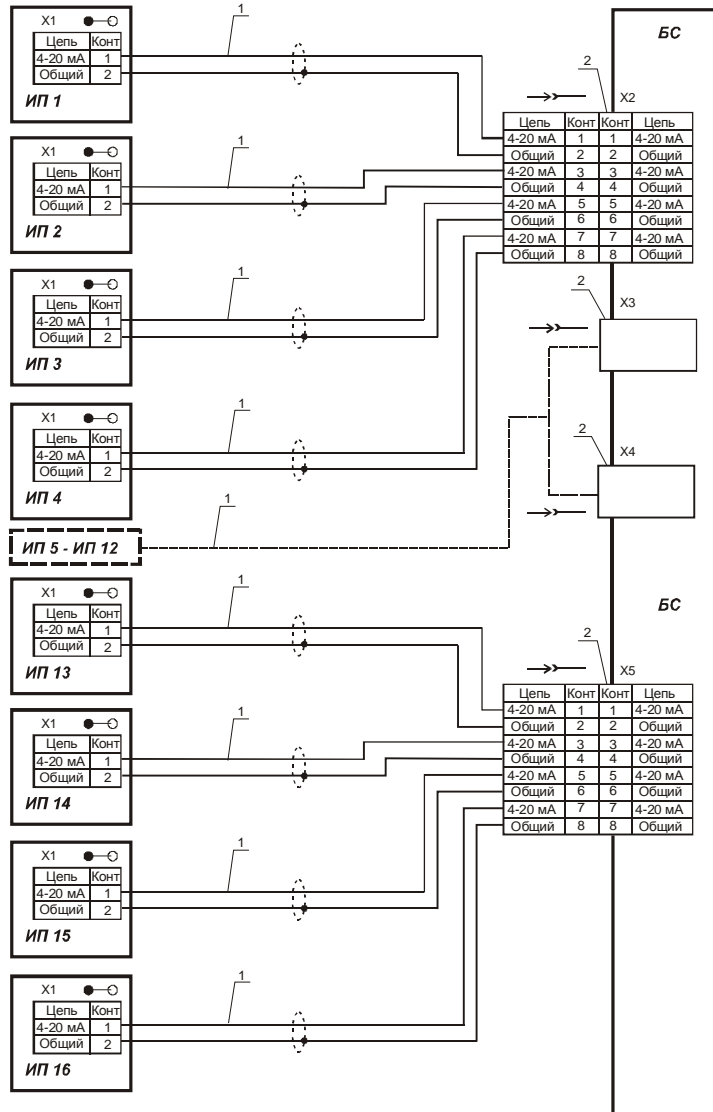 X1
Цепь Конт
4-20 мА 1
Общий 2
ИП 1
1
БС
2
X2
Цепь Конт Конт Цепь
4-20 мА 1 1 4-20 мА
Общий 2 2 Общий
4-20 мА 3 3 4-20 мА
Общий 4 4 Общий
4-20 мА 5 5 4-20 мА
Общий 6 6 Общий
4-20 мА 7 7 4-20 мА
Общий 8 8 Общий
X1
Цепь Конт
4-20 мА 1
Общий 2
ИП 2
1
X1
Цепь Конт
4-20 мА 1
Общий 2
ИП 3
1
2
X3
X1
Цепь Конт
4-20 мА 1
Общий 2
ИП 4
1
2
X4
ИП 5 - ИП 12
1
X1
Цепь Конт
4-20 мА 1
Общий 2
ИП 13
1
БС
2
X5
Цепь Конт Конт Цепь
4-20 мА 1 1 4-20 мА
Общий 2 2 Общий
4-20 мА 3 3 4-20 мА
Общий 4 4 Общий
4-20 мА 5 5 4-20 мА
Общий 6 6 Общий
4-20 мА 7 7 4-20 мА
Общий 8 8 Общий
X1
Цепь Конт
4-20 мА 1
Общий 2
ИП 14
1
X1
Цепь Конт
4-20 мА 1
Общий 2
ИП 15
1
X1
Цепь Конт
4-20 мА 1
Общий 2
ИП 16
1